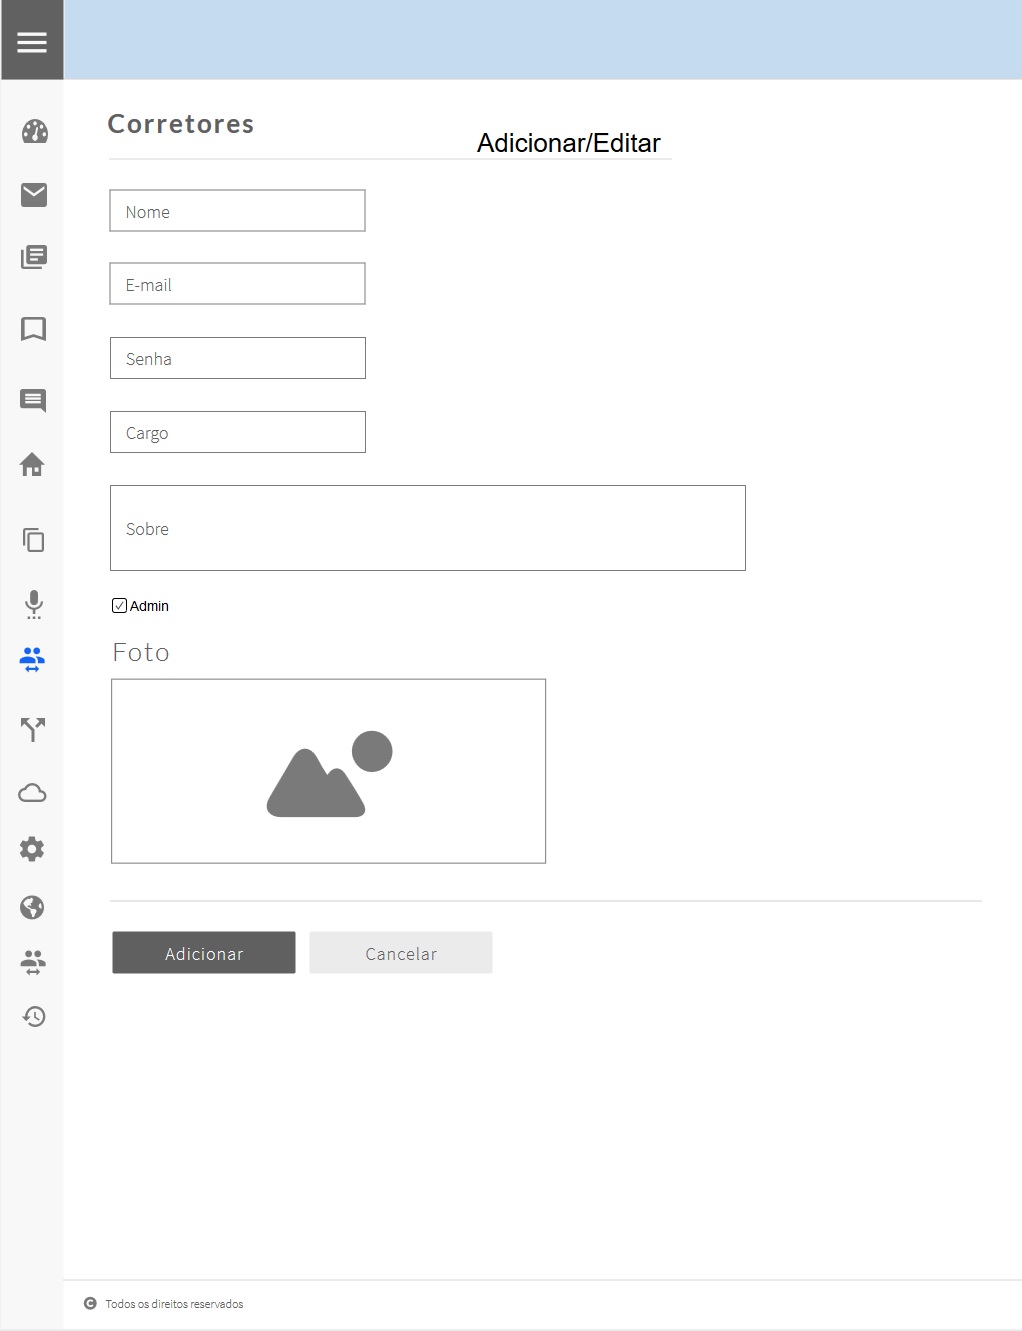 Corretores
Adicionar/Editar
Nome
E-mail
Senha
Cargo
Sobre
Admin
Foto
Adicionar
Cancelar
Todos os direitos reservados